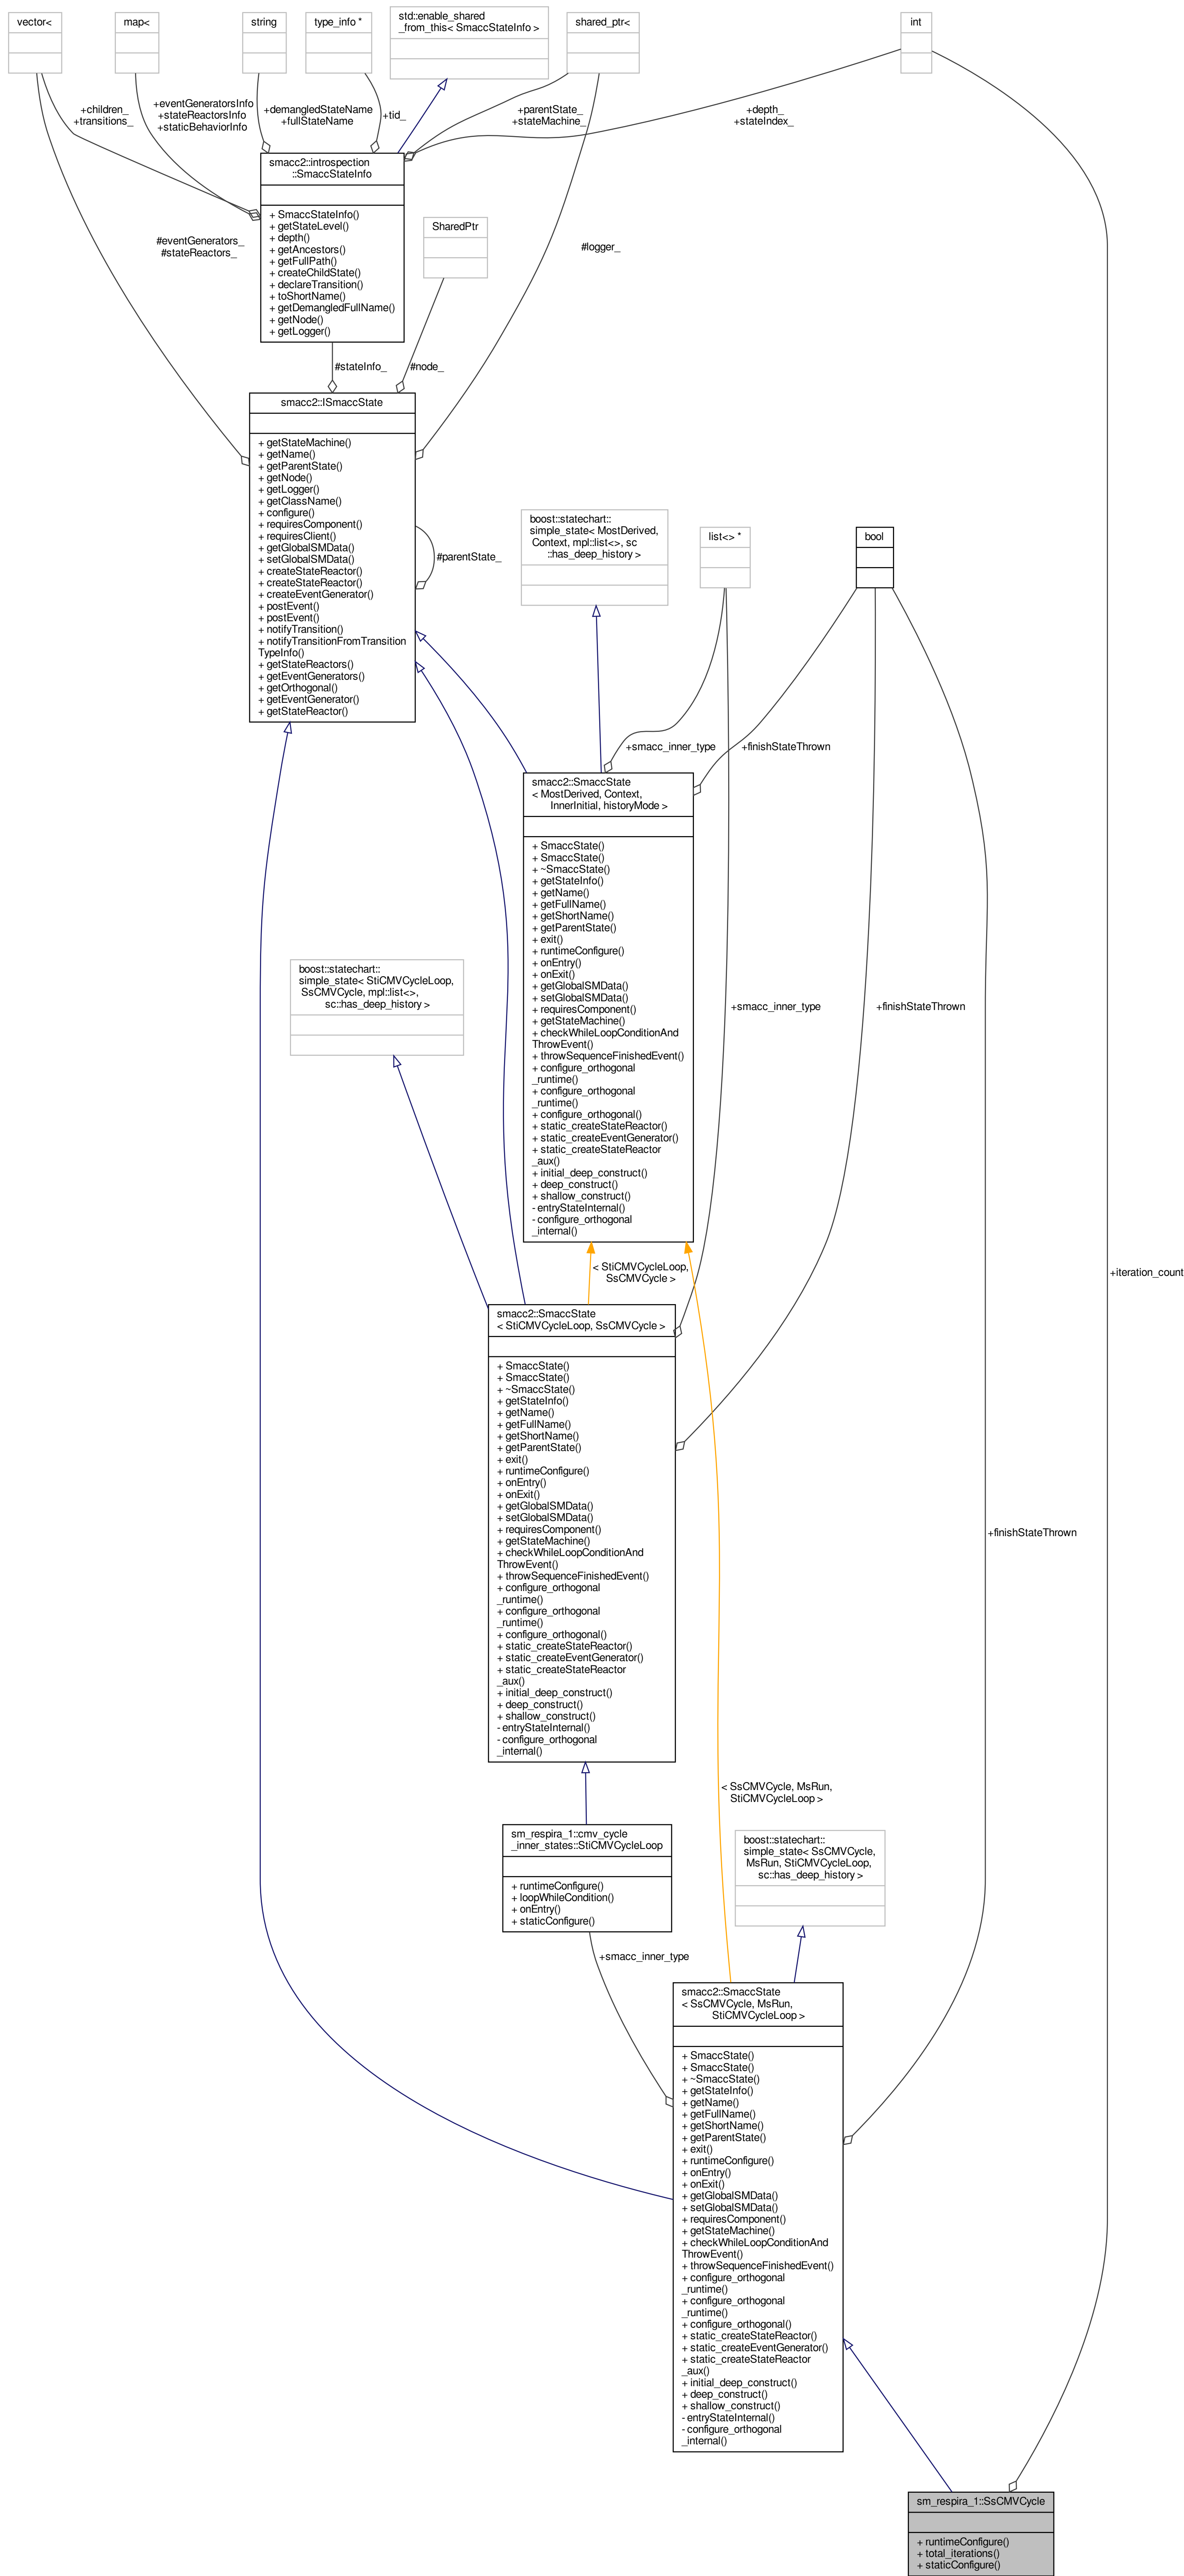 vector<
map<
string
type_info *
std::enable_shared
_from_this< SmaccStateInfo >
shared_ptr<
int
+children_
+transitions_
+eventGeneratorsInfo
+stateReactorsInfo
+staticBehaviorInfo
+demangledStateName
+fullStateName
+tid_
+parentState_
+stateMachine_
+depth_
+stateIndex_
smacc2::introspection
::SmaccStateInfo
+ SmaccStateInfo()
+ getStateLevel()
+ depth()
+ getAncestors()
+ getFullPath()
+ createChildState()
+ declareTransition()
+ toShortName()
+ getDemangledFullName()
+ getNode()
+ getLogger()
SharedPtr
#eventGenerators_
#stateReactors_
#logger_
#stateInfo_
#node_
smacc2::ISmaccState
+ getStateMachine()
+ getName()
+ getParentState()
+ getNode()
+ getLogger()
+ getClassName()
+ configure()
+ requiresComponent()
+ requiresClient()
+ getGlobalSMData()
+ setGlobalSMData()
+ createStateReactor()
+ createStateReactor()
+ createEventGenerator()
+ postEvent()
+ postEvent()
+ notifyTransition()
+ notifyTransitionFromTransition
TypeInfo()
+ getStateReactors()
+ getEventGenerators()
+ getOrthogonal()
+ getEventGenerator()
+ getStateReactor()
#parentState_
boost::statechart::
simple_state< MostDerived,
Context, mpl::list<>, sc
::has_deep_history >
list<> *
bool
+smacc_inner_type
+finishStateThrown
smacc2::SmaccState
< MostDerived, Context,
InnerInitial, historyMode >
+ SmaccState()
+ SmaccState()
+ ~SmaccState()
+ getStateInfo()
+ getName()
+ getFullName()
+ getShortName()
+ getParentState()
+ exit()
+ runtimeConfigure()
+ onEntry()
+ onExit()
+ getGlobalSMData()
+ setGlobalSMData()
+ requiresComponent()
+ getStateMachine()
+ checkWhileLoopConditionAnd
ThrowEvent()
+ throwSequenceFinishedEvent()
+ configure_orthogonal
_runtime()
+ configure_orthogonal
_runtime()
+ configure_orthogonal()
+ static_createStateReactor()
+ static_createEventGenerator()
+ static_createStateReactor
_aux()
+ initial_deep_construct()
+ deep_construct()
+ shallow_construct()
- entryStateInternal()
- configure_orthogonal
_internal()
boost::statechart::
simple_state< StiCMVCycleLoop,
SsCMVCycle, mpl::list<>,
sc::has_deep_history >
+smacc_inner_type
+finishStateThrown
< StiCMVCycleLoop,
SsCMVCycle >
+iteration_count
smacc2::SmaccState
< StiCMVCycleLoop, SsCMVCycle >
+ SmaccState()
+ SmaccState()
+ ~SmaccState()
+ getStateInfo()
+ getName()
+ getFullName()
+ getShortName()
+ getParentState()
+ exit()
+ runtimeConfigure()
+ onEntry()
+ onExit()
+ getGlobalSMData()
+ setGlobalSMData()
+ requiresComponent()
+ getStateMachine()
+ checkWhileLoopConditionAnd
ThrowEvent()
+ throwSequenceFinishedEvent()
+ configure_orthogonal
_runtime()
+ configure_orthogonal
_runtime()
+ configure_orthogonal()
+ static_createStateReactor()
+ static_createEventGenerator()
+ static_createStateReactor
_aux()
+ initial_deep_construct()
+ deep_construct()
+ shallow_construct()
- entryStateInternal()
- configure_orthogonal
_internal()
+finishStateThrown
< SsCMVCycle, MsRun,
StiCMVCycleLoop >
sm_respira_1::cmv_cycle
_inner_states::StiCMVCycleLoop
+ runtimeConfigure()
+ loopWhileCondition()
+ onEntry()
+ staticConfigure()
boost::statechart::
simple_state< SsCMVCycle,
MsRun, StiCMVCycleLoop,
sc::has_deep_history >
+smacc_inner_type
smacc2::SmaccState
< SsCMVCycle, MsRun,
StiCMVCycleLoop >
+ SmaccState()
+ SmaccState()
+ ~SmaccState()
+ getStateInfo()
+ getName()
+ getFullName()
+ getShortName()
+ getParentState()
+ exit()
+ runtimeConfigure()
+ onEntry()
+ onExit()
+ getGlobalSMData()
+ setGlobalSMData()
+ requiresComponent()
+ getStateMachine()
+ checkWhileLoopConditionAnd
ThrowEvent()
+ throwSequenceFinishedEvent()
+ configure_orthogonal
_runtime()
+ configure_orthogonal
_runtime()
+ configure_orthogonal()
+ static_createStateReactor()
+ static_createEventGenerator()
+ static_createStateReactor
_aux()
+ initial_deep_construct()
+ deep_construct()
+ shallow_construct()
- entryStateInternal()
- configure_orthogonal
_internal()
sm_respira_1::SsCMVCycle
+ runtimeConfigure()
+ total_iterations()
+ staticConfigure()